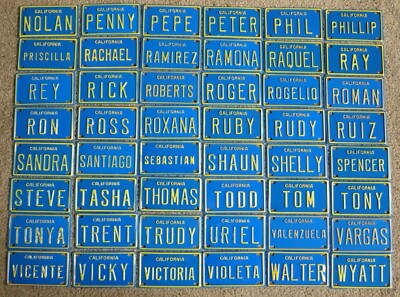 NOLAN PENNY PEPE PETER PHIL PHILLIP
CALIFORNIA CALIFORNIA CALIFORNIA CALIFORNIA CALIFORNIA CALIFORNIA
PRISCILLA RACHAEL RAMIREZ RAMONA RAQUEL RAY
CALIFORNIA CALIFORNIA CALIFORNIA CALIFORNIA CALIFORNIA CALIFORNIA
REY RICK ROBERTS ROGER ROGELIO ROMAN
CALIFORNIA CALIFORNIA CALIFORNIA CALIFORNIA CALIFORNIA CALIFORNIA
RON ROSS ROXANA RUBY RUDY RUIZ
CALIFORNIA CALIFORNIA CALIFORNIA CALIFORNIA CALIFORNIA CALIFORNIA
SANDRA SANTIAGO SEBASTIAN SHAUN SHELLY SPENCER
CALIFORNIA CALIFORNIA CALIFORNIA CALIFORNIA CALIFORNIA CALIFORNIA
STEVE TASHA THOMAS TODD TOM TONY
CALIFORNIA CALIFORNIA CALIFORNIA CALIFORNIA CALIFORNIA CALIFORNIA
TONYA TRENT TRUDY URIEL VALENZUELA VARGAS
CALIFORNIA CALIFORNIA CALIFORNIA CALIFORNIA CALIFORNIA CALIFORNIA
VICENTE VICKY VICTORIA VIOLETA WALTER WYATT